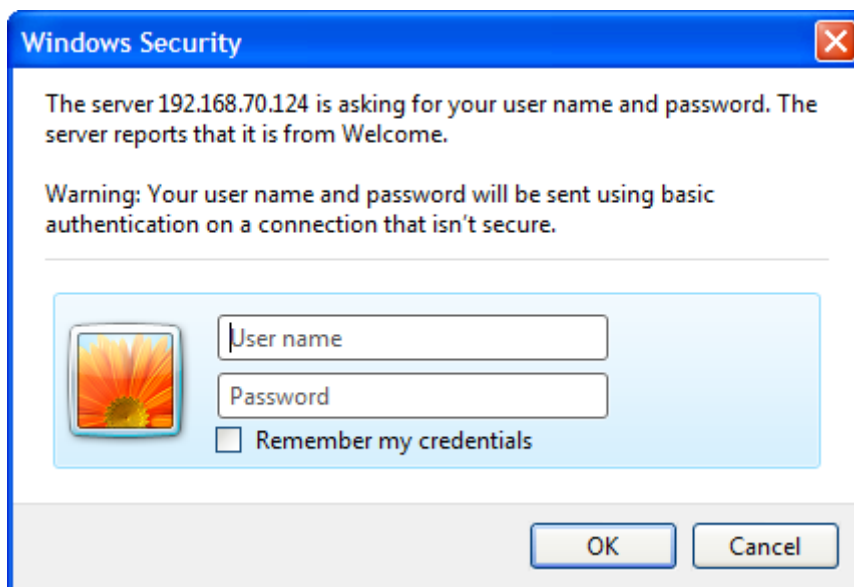 Windows Security
The server 192.168.70.124 is asking for your user name and password. The
server reports that it is from Welcome.
Warning: Your user name and password will be sent using basic
authentication on a connection that isn't secure.
User name
Password
Remember my credentials
OK
Cancel